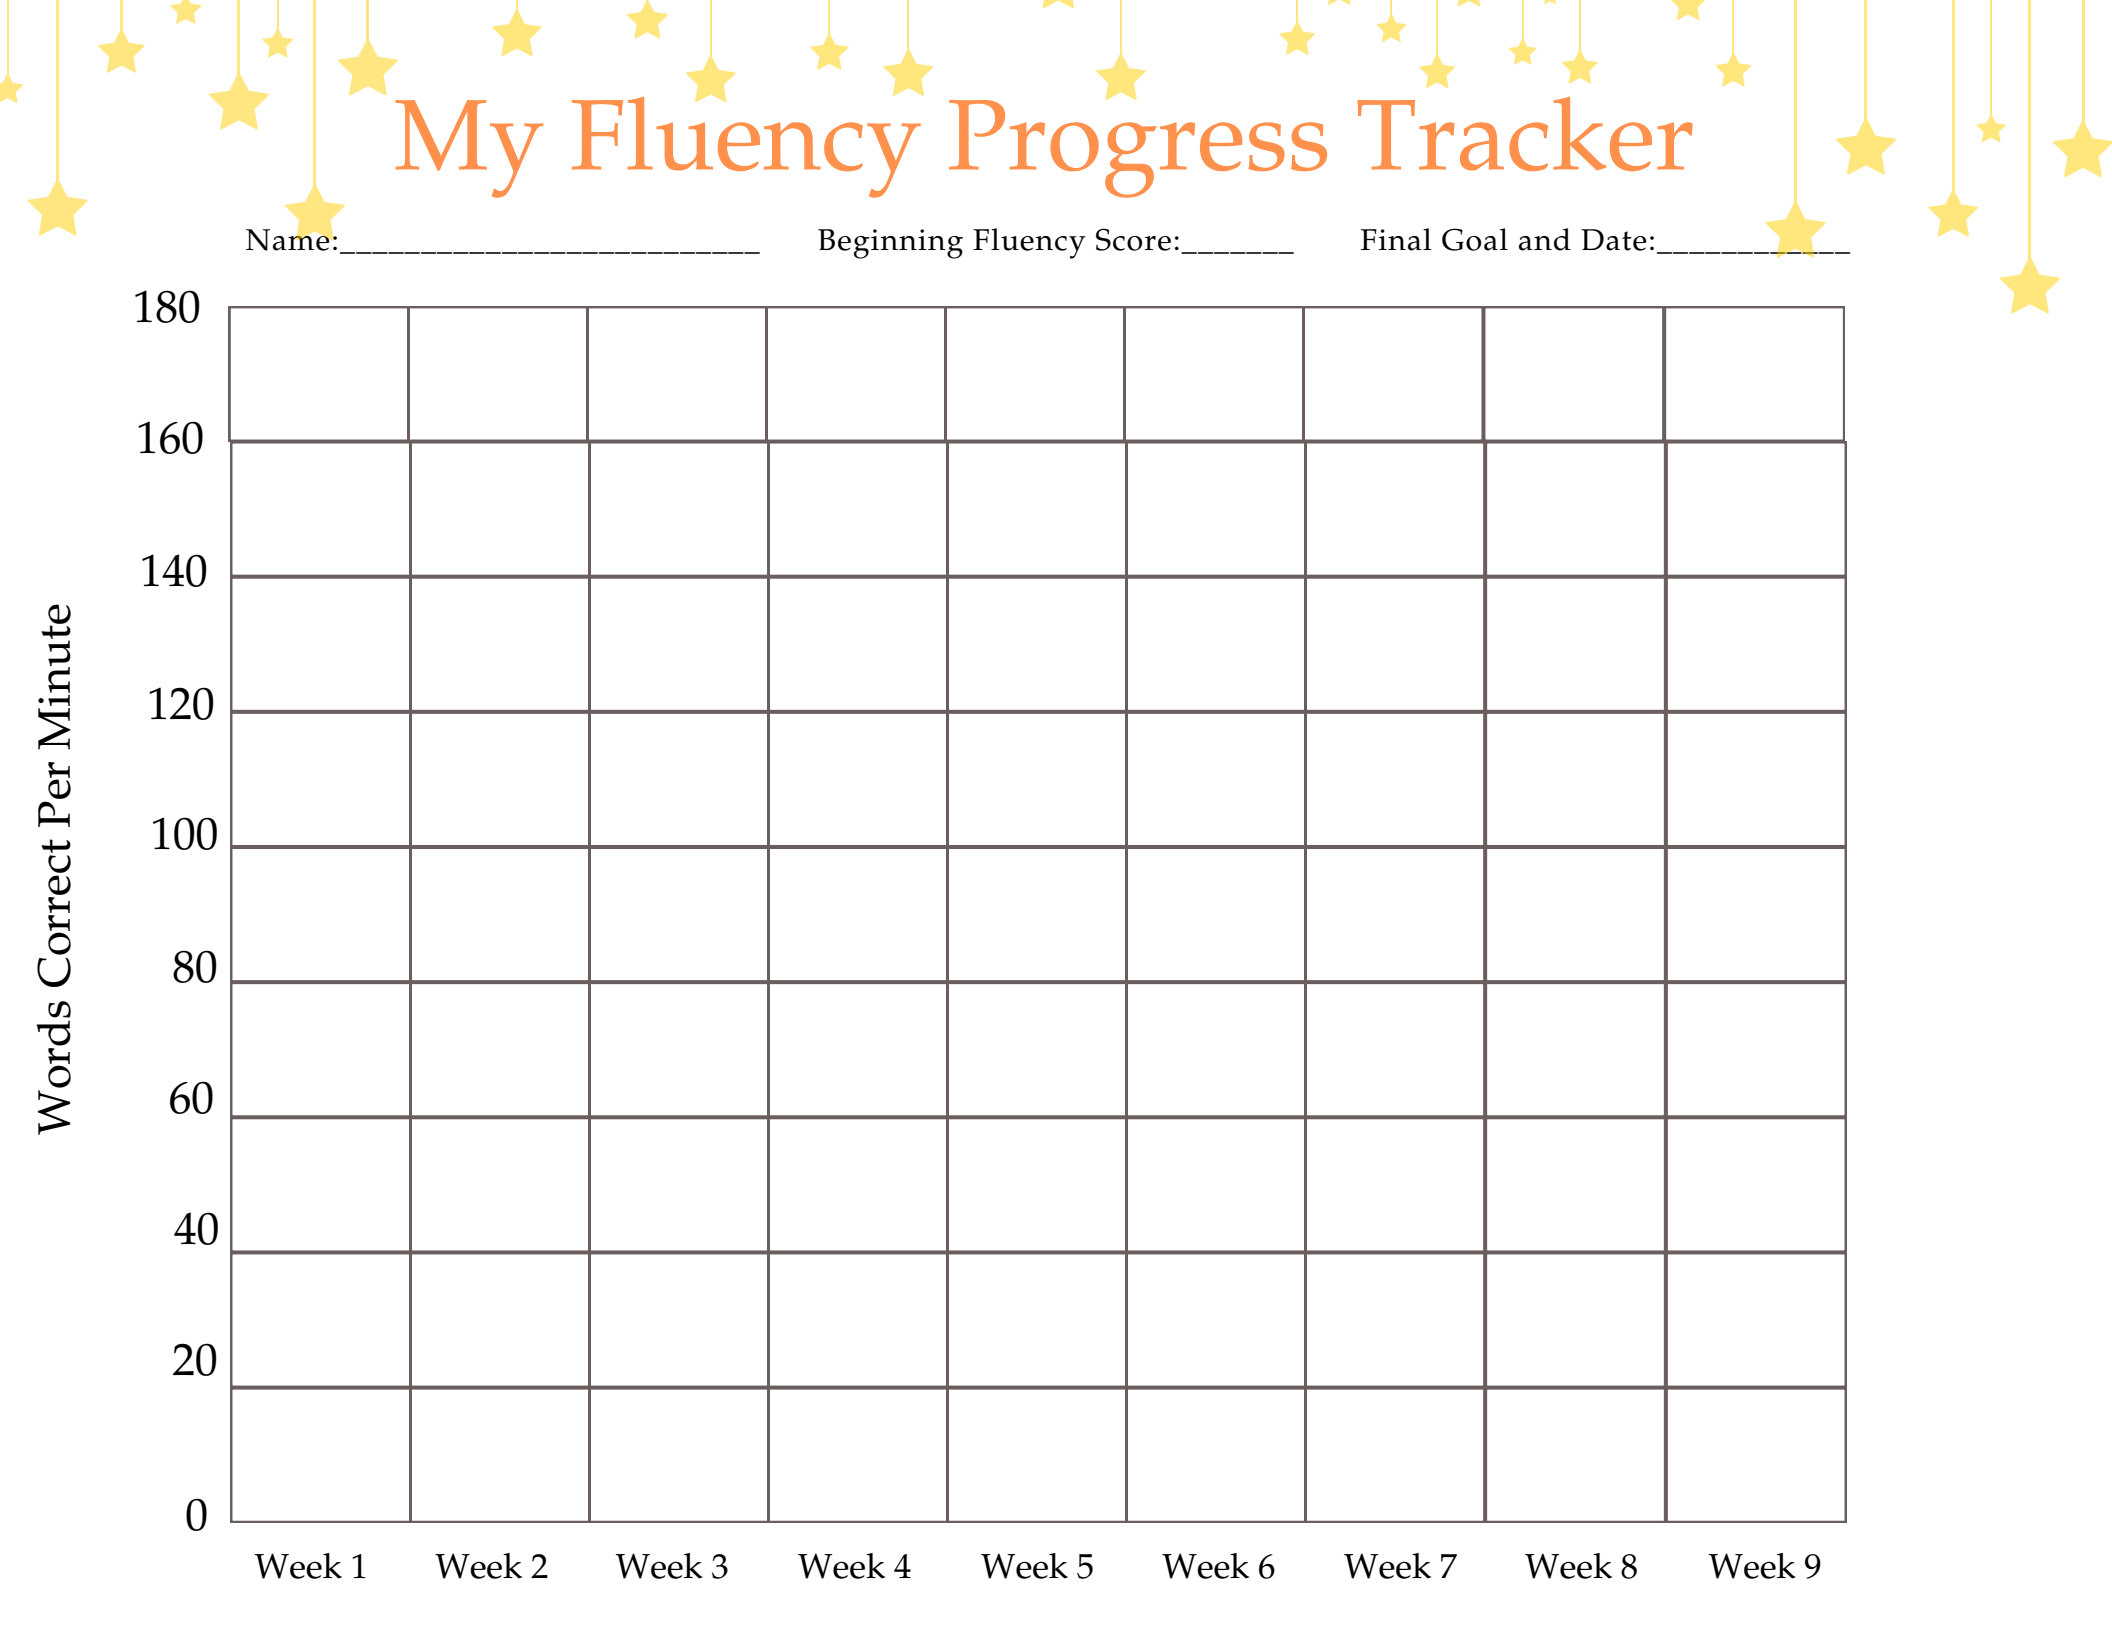 My Fluency Progress Tracker
Name:__________________________ Beginning Fluency Score:_______ Final Goal and Date:____________
180
160
140
120
100
80
60
40
20
0
Words Correct Per Minute
Week 1 Week 2 Week 3 Week 4 Week 5 Week 6 Week 7 Week 8 Week 9